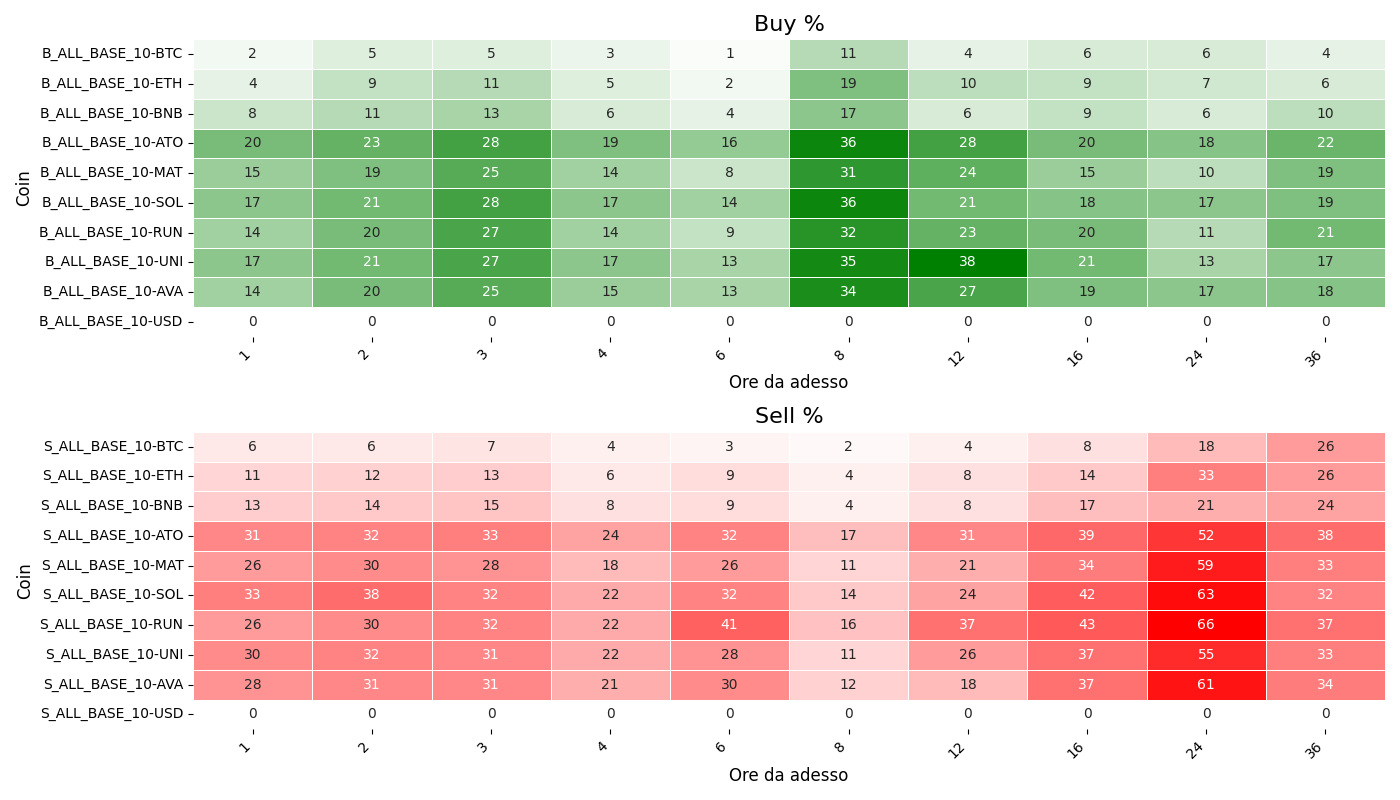 Buy %
Coin
B_ALL_BASE_10-BTC 2 5 5 3 1 11 4 6 6 4
B_ALL_BASE_10-ETH 4 9 11 5 2 19 10 9 7 6
B_ALL_BASE_10-BNB 8 11 13 6 4 17 6 9 6 10
B_ALL_BASE_10-ATO 20 23 28 19 16 36 28 20 18 22
B_ALL_BASE_10-MAT 15 19 25 14 8 31 24 15 10 19
B_ALL_BASE_10-SOL 17 21 28 17 14 36 21 18 17 19
B_ALL_BASE_10-RUN 14 20 27 14 9 32 23 20 11 21
B_ALL_BASE_10-UNI 17 21 27 17 13 35 38 21 13 17
B_ALL_BASE_10-AVA 14 20 25 15 13 34 27 19 17 18
B_ALL_BASE_10-USD 0 0 0 0 0 0 0 0 0 0
1 2 3 4 6 8 12 16 24 36
Ore da adesso
Sell %
Coin
S_ALL_BASE_10-BTC 6 6 7 4 3 2 4 8 18 26
S_ALL_BASE_10-ETH 11 12 13 6 9 4 8 14 33 26
S_ALL_BASE_10-BNB 13 14 15 8 9 4 8 17 21 24
S_ALL_BASE_10-ATO 31 32 33 24 32 17 31 39 52 38
S_ALL_BASE_10-MAT 26 30 28 18 26 11 21 34 59 33
S_ALL_BASE_10-SOL 33 38 32 22 32 14 24 42 63 32
S_ALL_BASE_10-RUN 26 30 32 22 41 16 37 43 66 37
S_ALL_BASE_10-UNI 30 32 31 22 28 11 26 37 55 33
S_ALL_BASE_10-AVA 28 31 31 21 30 12 18 37 61 34
S_ALL_BASE_10-USD 0 0 0 0 0 0 0 0 0 0
1 2 3 4 6 8 12 16 24 36
Ore da adesso